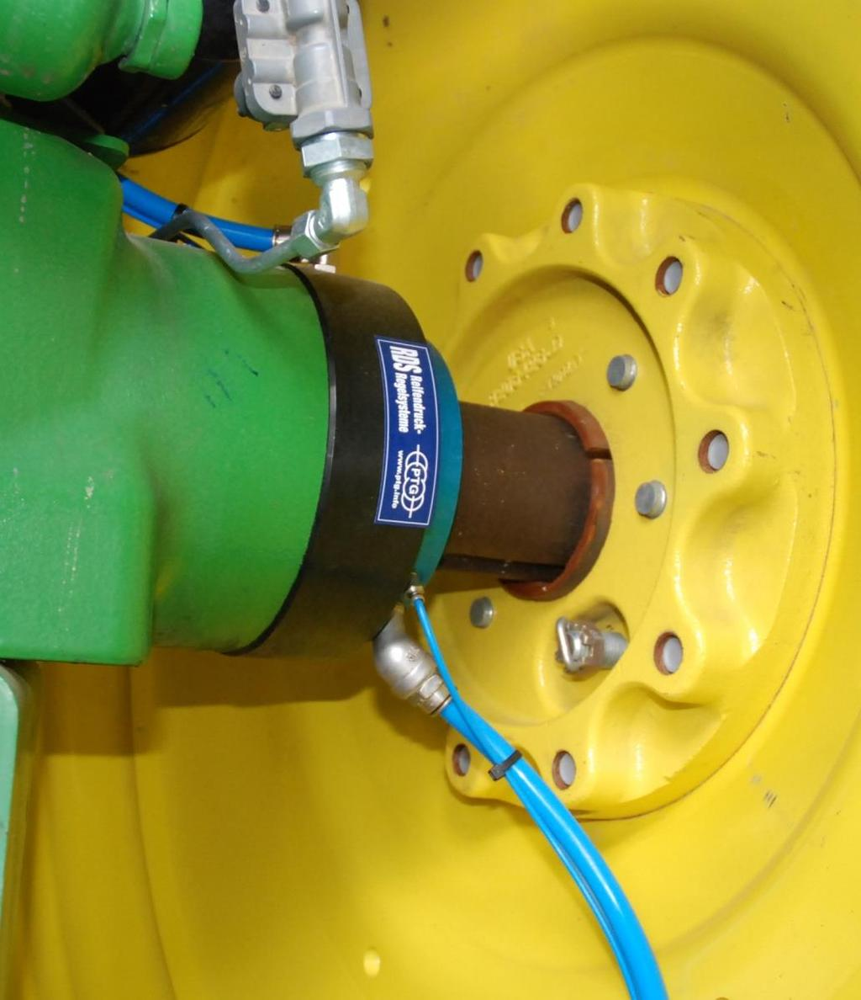 RDS Reifendruck-
Regelsysteme
PTG
www.ptg.info